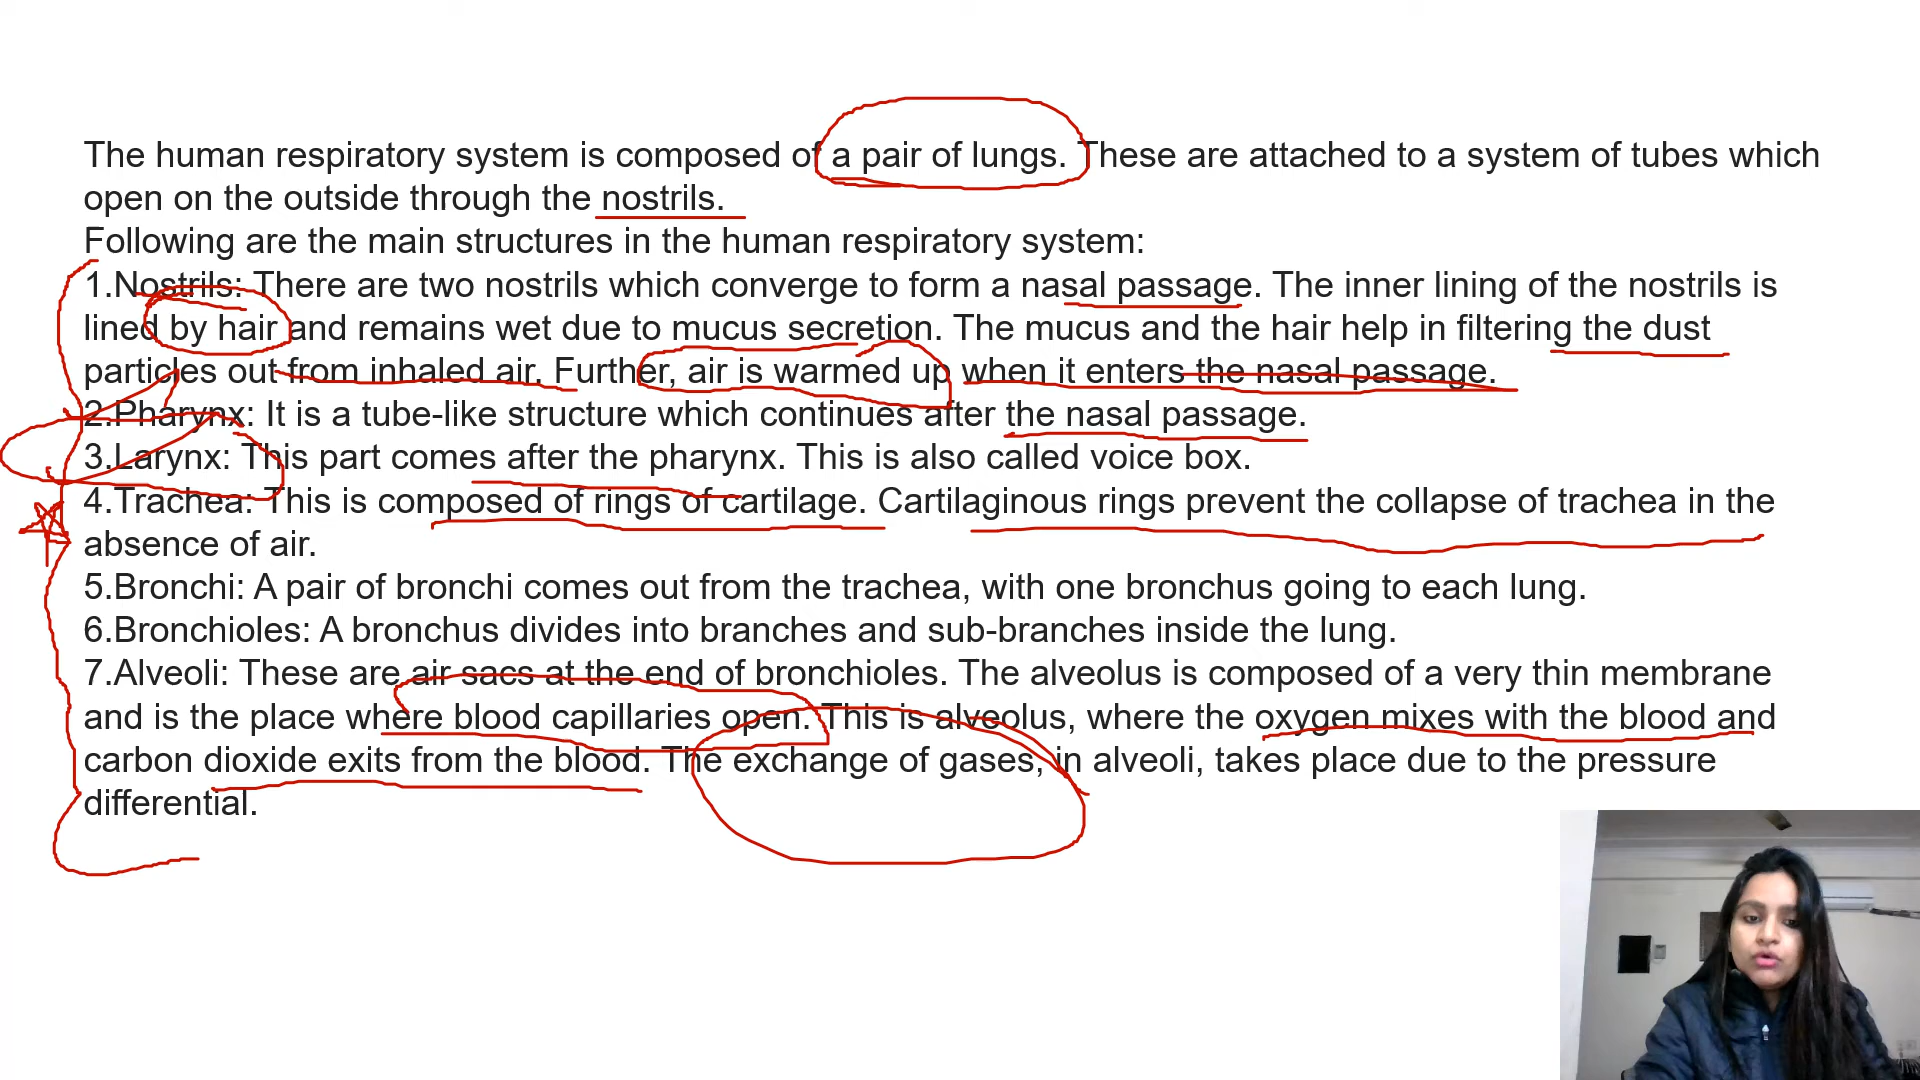 The human respiratory system is composed of a pair of lungs. These are attached to a system of tubes which
open on the outside through the nostrils.
Following are the main structures in the human respiratory system:
1.Nostrils: There are two nostrils which converge to form a nasal passage. The inner lining of the nostrils is
lined by hair and remains wet due to mucus secretion. The mucus and the hair help in filtering the dust
particles out from inhaled air. Further, air is warmed up when it enters the nasal passage.
2.Pharynx: It is a tube-like structure which continues after the nasal passage.
3.Larynx: This part comes after the pharynx. This is also called voice box.
4.Trachea: This is composed of rings of cartilage. Cartilaginous rings prevent the collapse of trachea in the
absence of air.
5.Bronchi: A pair of bronchi comes out from the trachea, with one bronchus going to each lung.
6.Bronchioles: A bronchus divides into branches and sub-branches inside the lung.
7.Alveoli: These are air sacs at the end of bronchioles. The alveolus is composed of a very thin membrane
and is the place where blood capillaries open. This is alveolus, where the oxygen mixes with the blood and
carbon dioxide exits from the blood. The exchange of gases, in alveoli, takes place due to the pressure
differential.